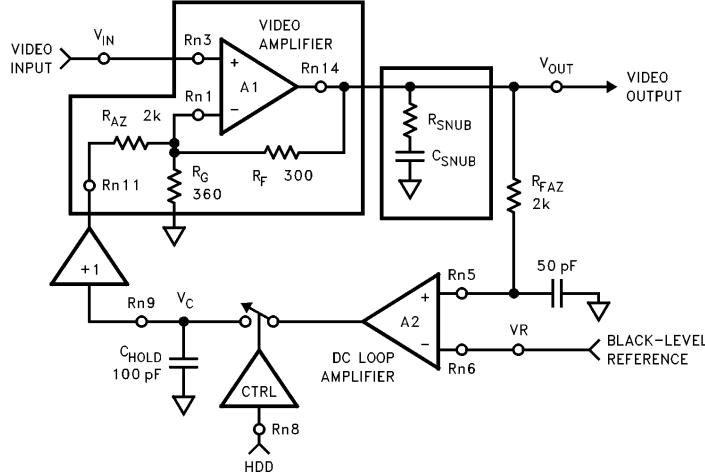 VIDEO
INPUT
V_IN
Rn3
VIDEO
AMPLIFIER
+
A1
−
Rn14
Rn1
R_AZ 2k
R_G
360
R_F 300
Rn11
R_SNUB
C_SNUB
V_OUT
VIDEO
OUTPUT
R_FAZ
2k
+1
Rn9
V_C
C_HOLD
100 pF
CTRL
Rn8
HDD
DC LOOP
AMPLIFIER
A2
+
−
Rn5
Rn6
50 pF
VR
BLACK-LEVEL
REFERENCE